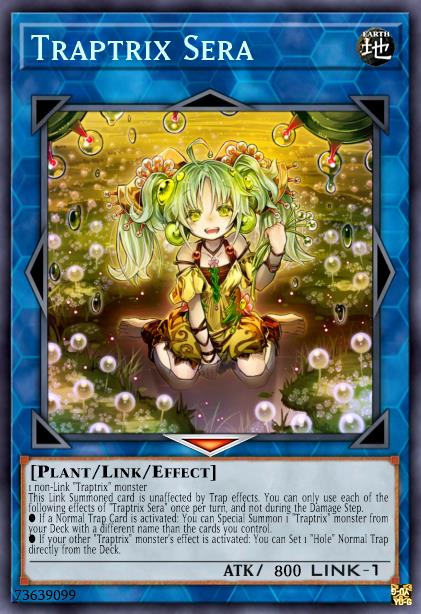 TRAPTRIX SERA
EARTH
地
[PLANT/LINK/EFFECT]
1 non-Link "Traptrix" monster
This Link Summoned card is unaffected by Trap effects. You can only use each of the
following effects of "Traptrix Sera" once per turn, and not during the Damage Step.
● If a Normal Trap Card is activated: You can Special Summon 1 "Traptrix" monster from
your Deck with a different name than the cards you control.
● If your other "Traptrix" monster's effect is activated: You can Set 1 "Hole" Normal Trap
directly from the Deck.
ATK/ 800 LINK-1
73639099